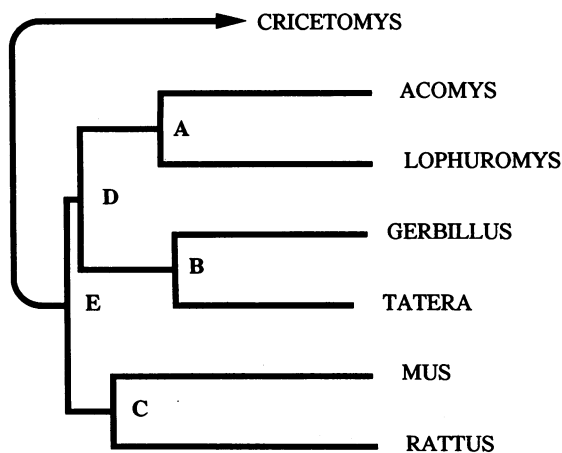 CRICETOMYS
ACOMYS
A
LOPHUROMYS
D
GERBILLUS
B
E
TATERA
MUS
C
RATTUS